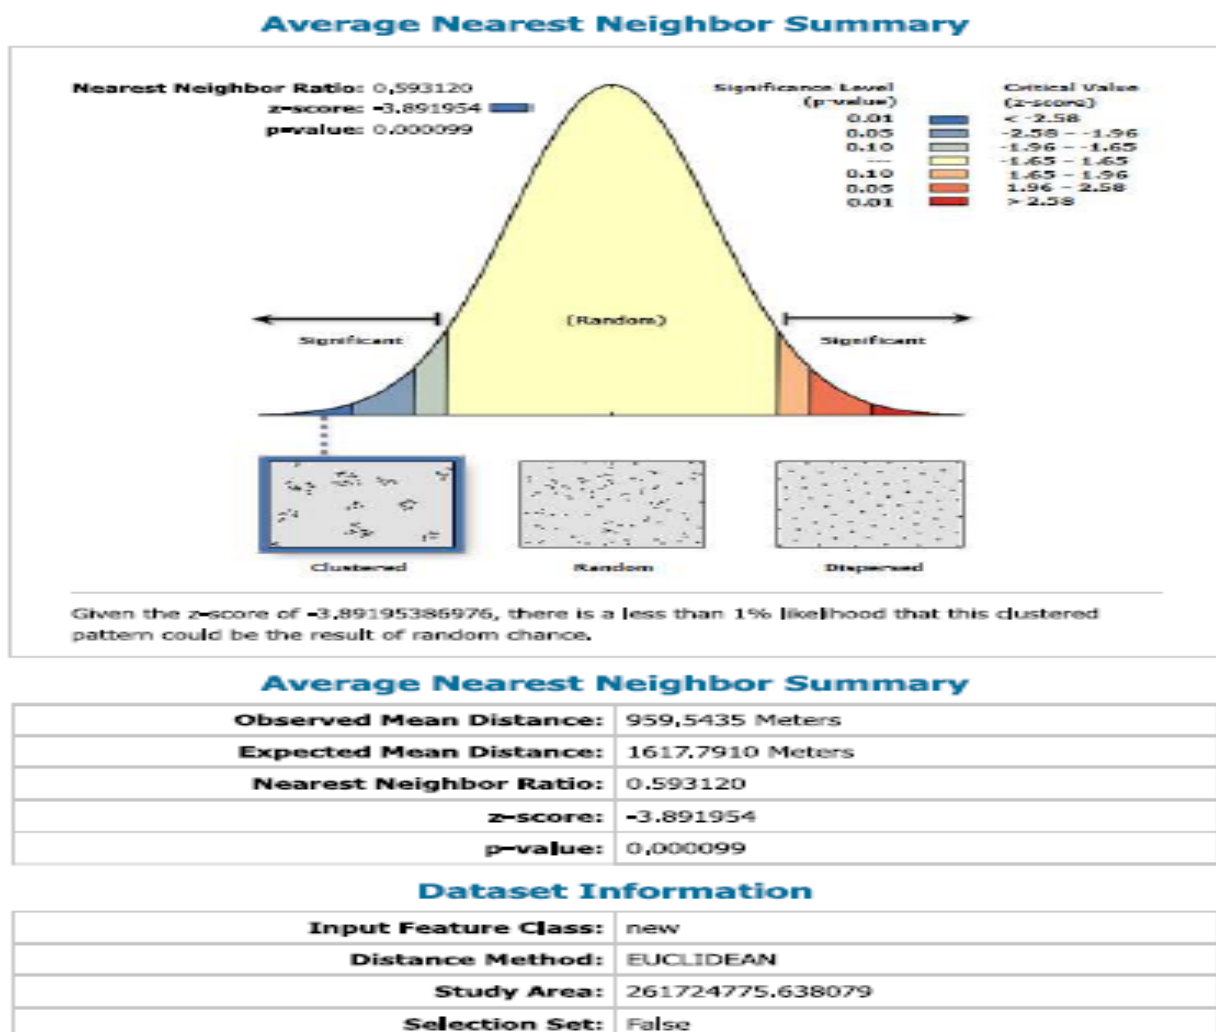 Average Nearest Neighbor Summary
Nearest Neighbor Ratio: 0,593120
z-score: -3.891954
p-value: 0.000099
Significance Level (p-value)
Critical Value (z-score)
0.01 < -2.58
0.05 -2.58 - -1.96
0.10 -1.96 - -1.65
--- -1.65 - 1.65
0.10 1.65 - 1.96
0.05 1.96 - 2.58
0.01 > 2.58
(Random)
Significant Significant
Clustered Random Dispersed
Given the z-score of -3.89195386976, there is a less than 1% likelihood that this clustered
pattern could be the result of random chance.
Average Nearest Neighbor Summary
Observed Mean Distance: 959,5435 Meters
Expected Mean Distance: 1617,7910 Meters
Nearest Neighbor Ratio: 0.593120
z-score: -3.891954
p-value: 0,000099
Dataset Information
Input Feature Class: new
Distance Method: EUCLIDEAN
Study Area: 261724775.638079
Selection Set: False